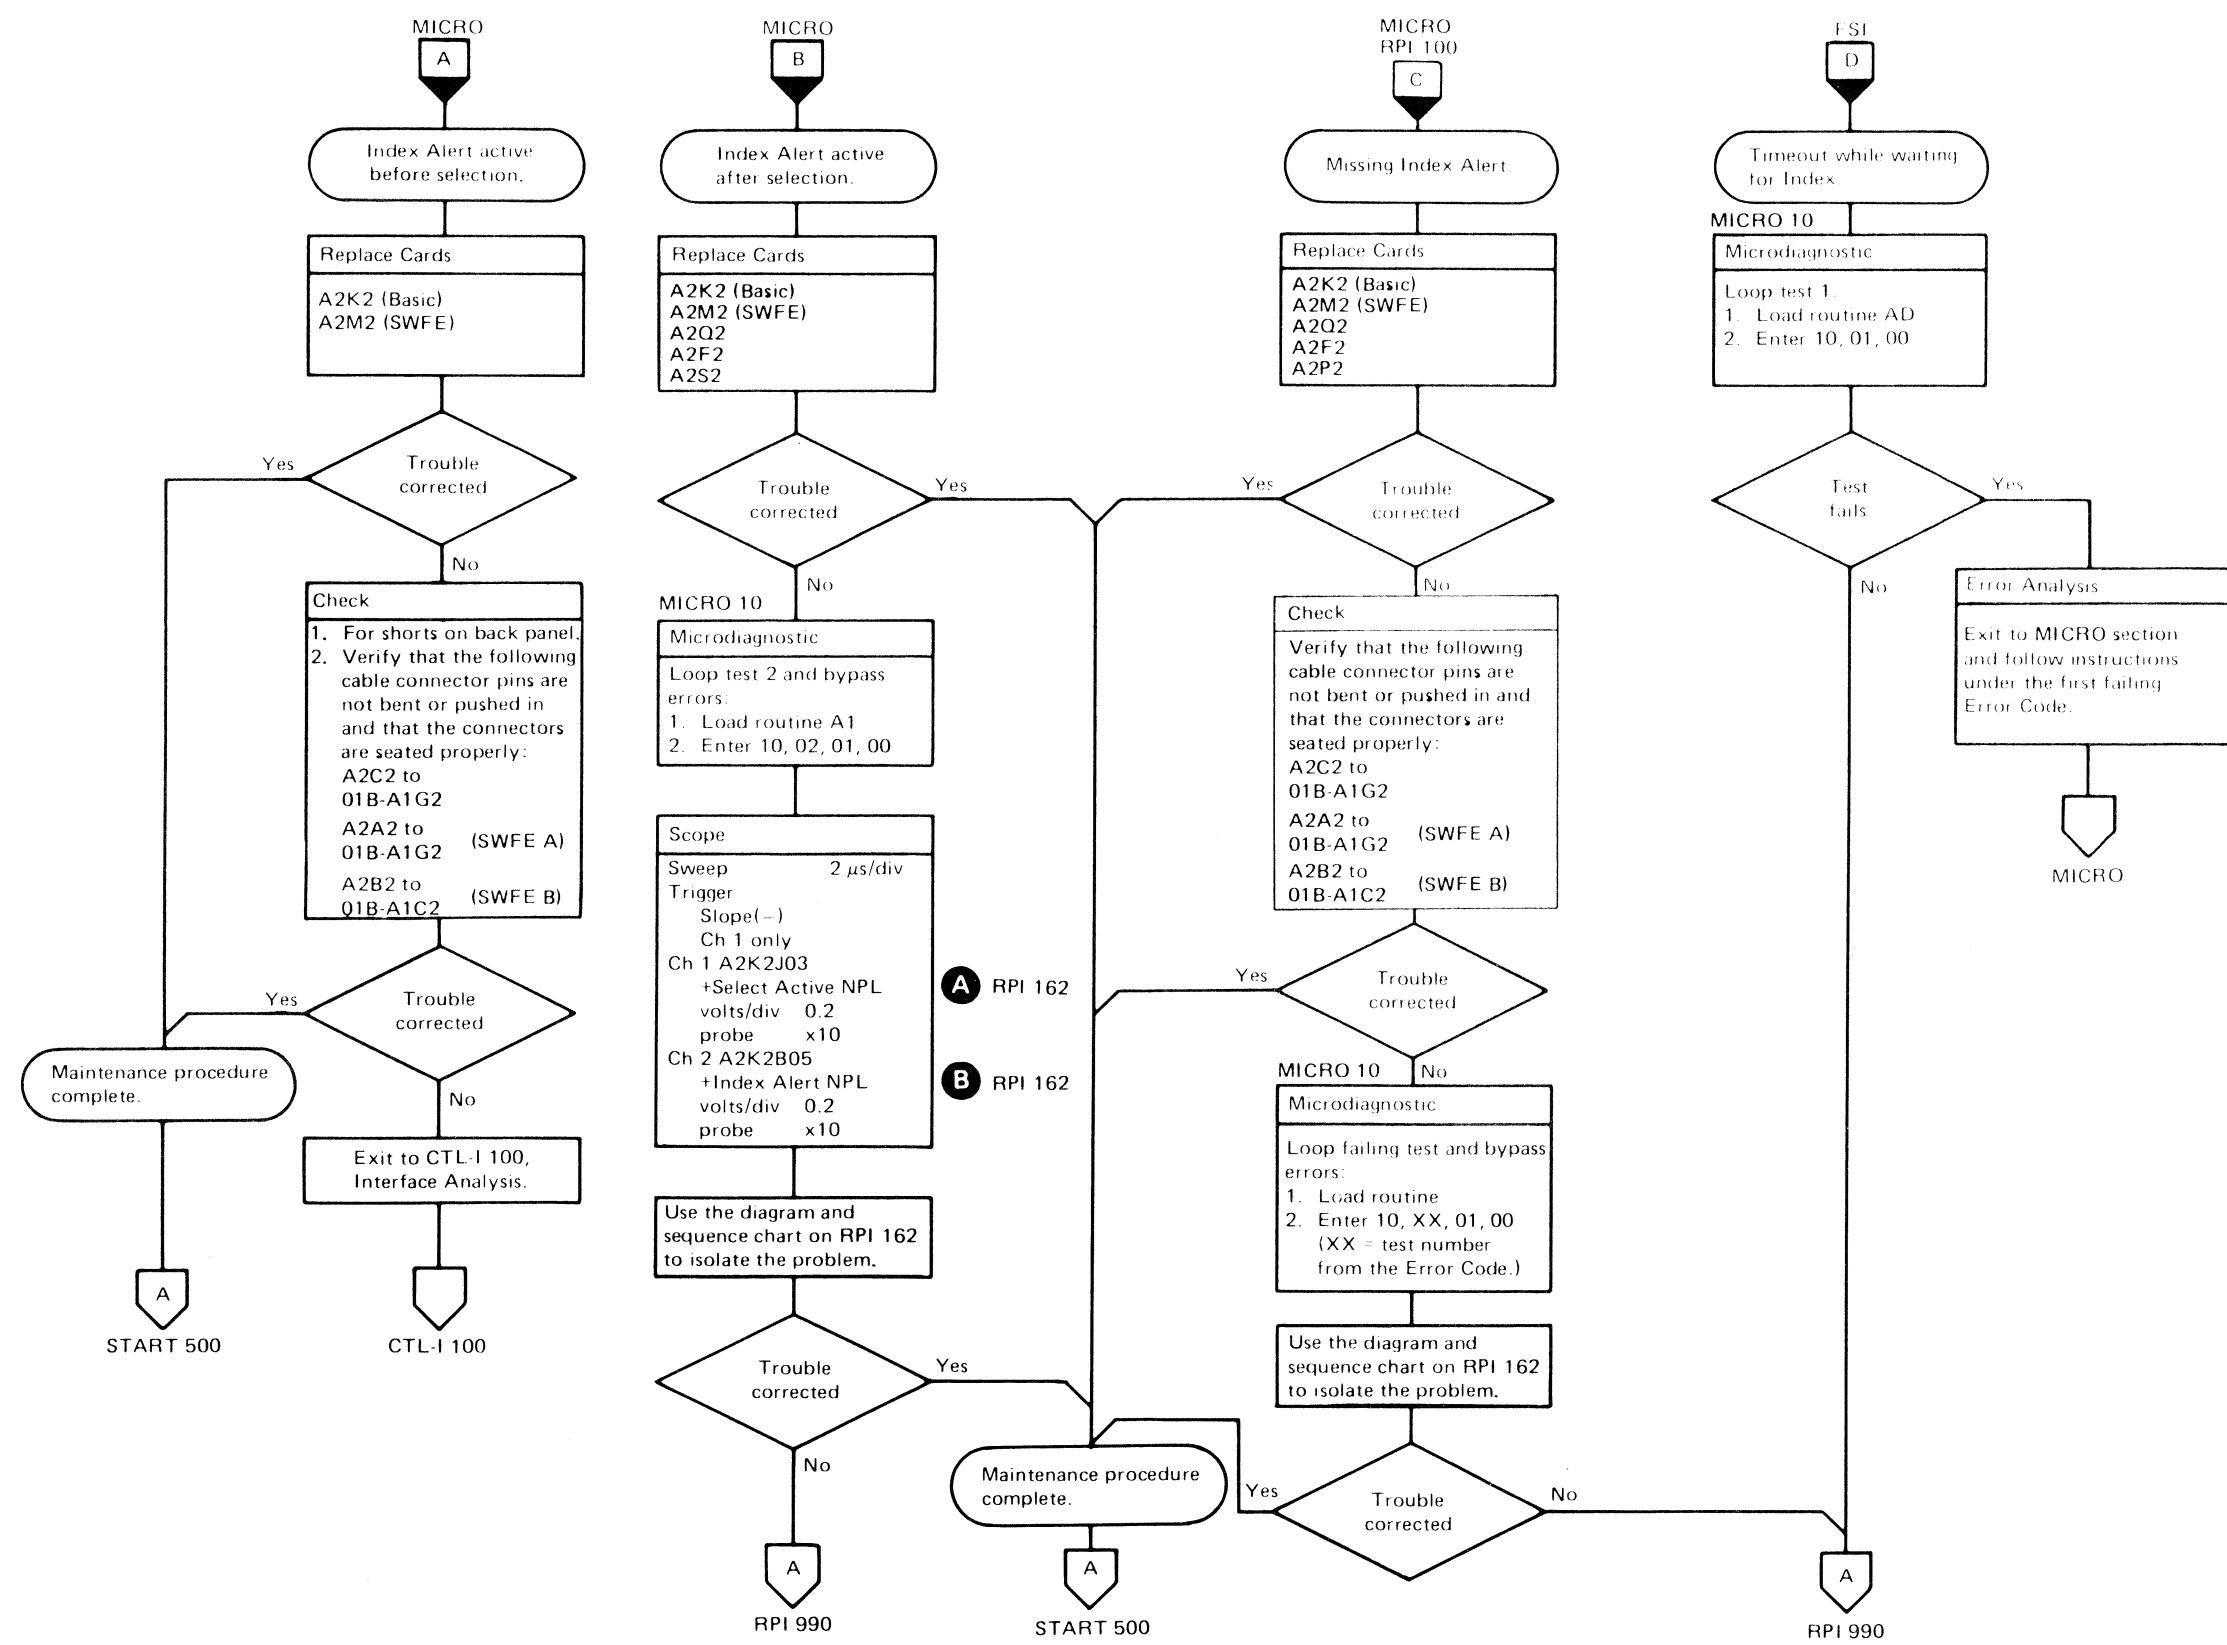 MICRO
A
Index Alert active
before selection.
Replace Cards
A2K2 (Basic)
A2M2 (SWFE)
Trouble
corrected
Yes
No
Check
1. For shorts on back panel.
2. Verify that the following
cable connector pins are
not bent or pushed in
and that the connectors
are seated properly:
A2C2 to
01B-A1G2
A2A2 to
01B-A1G2 (SWFE A)
A2B2 to
01B-A1C2 (SWFE B)
Yes
Trouble
corrected
No
Maintenance procedure
complete.
Exit to CTL-I 100,
Interface Analysis.
A
START 500
CTL-I 100
MICRO
B
Index Alert active
after selection.
Replace Cards
A2K2 (Basic)
A2M2 (SWFE)
A2Q2
A2F2
A2S2
Trouble
corrected
Yes
No
MICRO 10
Microdiagnostic
Loop test 2 and bypass
errors:
1. Load routine A1
2. Enter 10, 02, 01, 00
Scope
Sweep 2 μs/div
Trigger
Slope(–)
Ch 1 only
Ch 1 A2K2J03
+Select Active NPL
volts/div 0.2
probe x10
Ch 2 A2K2B05
+Index Alert NPL
volts/div 0.2
probe x10
A RPI 162
B RPI 162
Use the diagram and
sequence chart on RPI 162
to isolate the problem.
Trouble
corrected
Yes
No
A
RPI 990
Maintenance procedure
complete.
A
START 500
MICRO
RPI 100
C
Missing Index Alert.
Replace Cards
A2K2 (Basic)
A2M2 (SWFE)
A2Q2
A2F2
A2P2
Yes
Trouble
corrected
No
Check
Verify that the following
cable connector pins are
not bent or pushed in and
that the connectors are
seated properly:
A2C2 to
01B-A1G2
A2A2 to
01B-A1G2 (SWFE A)
A2B2 to
01B-A1C2 (SWFE B)
Yes
Trouble
corrected
MICRO 10
No
Microdiagnostic
Loop failing test and bypass
errors:
1. Load routine
2. Enter 10, XX, 01, 00
(XX = test number
from the Error Code.)
Use the diagram and
sequence chart on RPI 162
to isolate the problem.
Yes
Trouble
corrected
No
FSI
D
Timeout while waiting
for Index.
MICRO 10
Microdiagnostic
Loop test 1.
1. Load routine AD
2. Enter 10, 01, 00
Test
fails
Yes
No
Error Analysis
Exit to MICRO section
and follow instructions
under the first failing
Error Code.
MICRO
A
RPI 990